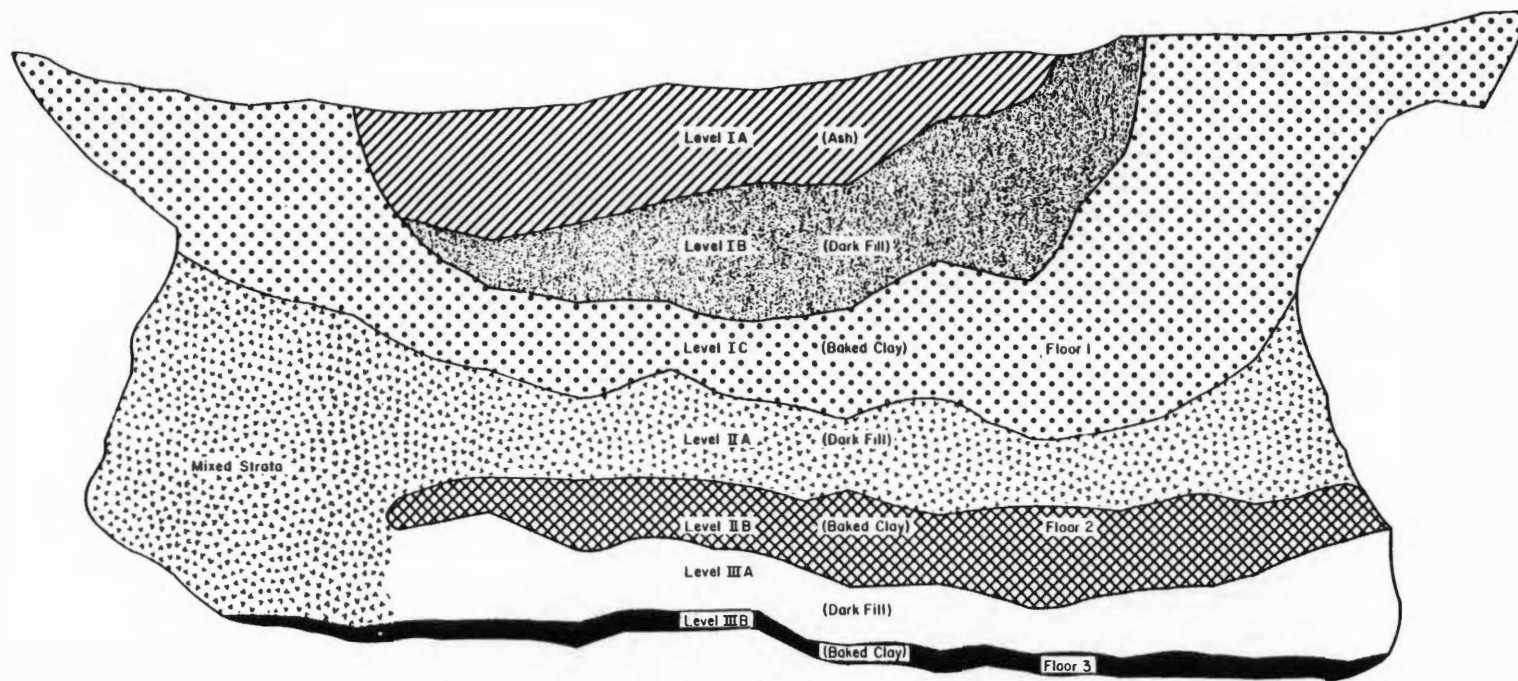 Level IA (Ash)
Level IB (Dark Fill)
Level IC (Baked Clay) Floor 1
Level IIA (Dark Fill)
Mixed Strata
Level IIB (Baked Clay) Floor 2
Level IIIA
(Dark Fill)
Level IIIB
(Baked Clay)
Floor 3